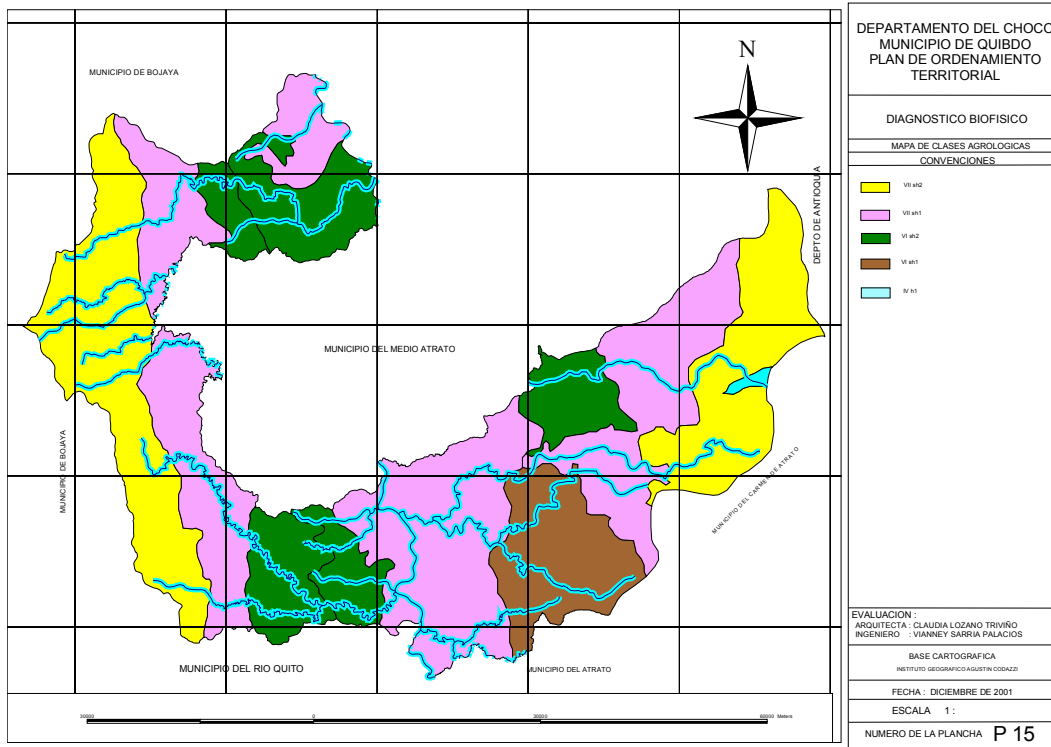 MUNICIPIO DE BOJAYA
N
DEPTO DE ANTIOQUIA
MUNICIPIO DEL MEDIO ATRATO
MUNICIPIO DE BOJAYA
MUNICIPIO DEL CARMEN DE ATRATO
MUNICIPIO DEL RIO QUITO
MUNICIPIO DEL ATRATO
30000 0 30000 60000 Meters
DEPARTAMENTO DEL CHOCO
MUNICIPIO DE QUIBDO
PLAN DE ORDENAMIENTO
TERRITORIAL
DIAGNOSTICO BIOFISICO
MAPA DE CLASES AGROLOGICAS
CONVENCIONES
VII sh2
VII sh1
VI sh2
VI sh1
IV h1
EVALUACION :
ARQUITECTA : CLAUDIA LOZANO TRIVIÑO
INGENIERO : VIANNEY SARRIA PALACIOS
BASE CARTOGRAFICA
INSTITUTO GEOGRAFICO AGUSTIN CODAZZI
FECHA : DICIEMBRE DE 2001
ESCALA 1 :
NUMERO DE LA PLANCHA P 15